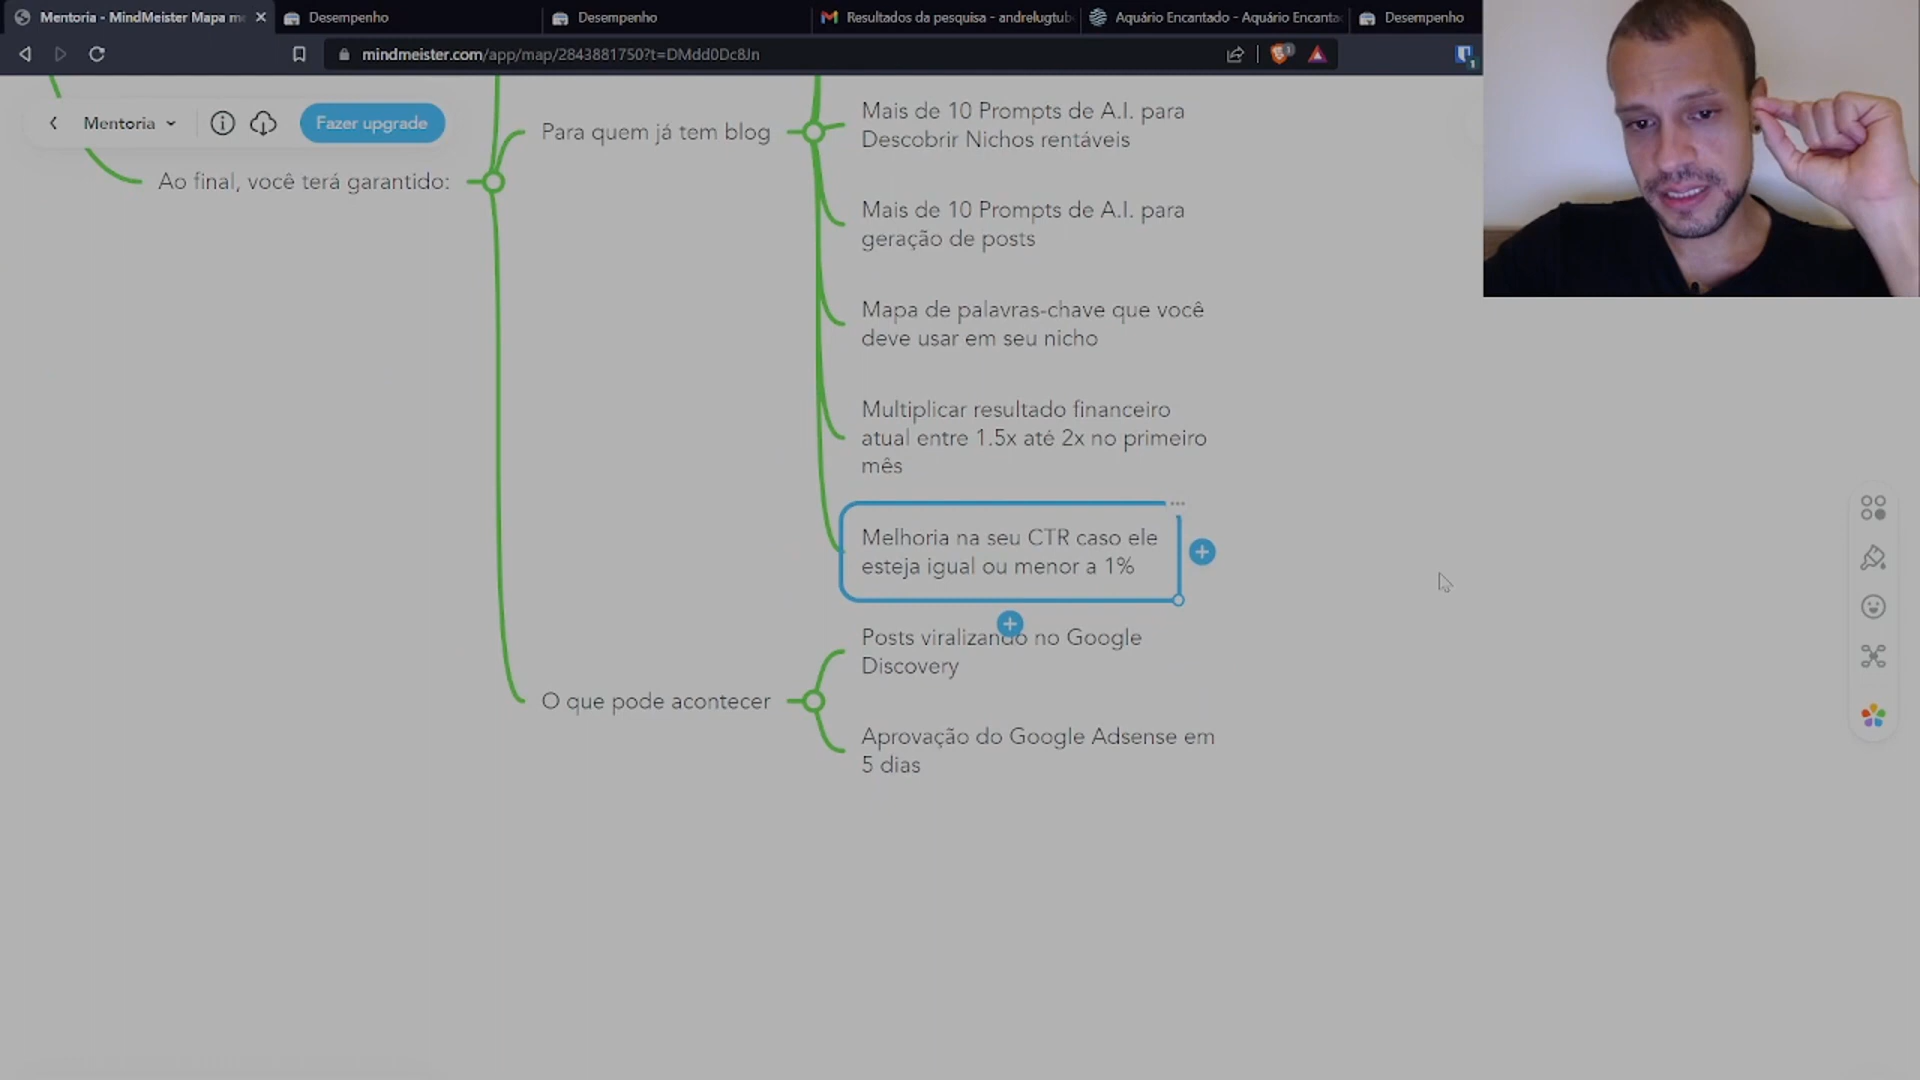 Mentoria - MindMeister Mapa me
Desempenho
Desempenho
Resultados da pesquisa - andrelugtub
Aquário Encantado - Aquário Encanta
Desempenho
mindmeister.com/app/map/2843881750?t=DMdd0Dc8Jn
Mentoria
Fazer upgrade
Ao final, você terá garantido:
Para quem já tem blog
Mais de 10 Prompts de A.I. para
Descobrir Nichos rentáveis
Mais de 10 Prompts de A.I. para
geração de posts
Mapa de palavras-chave que você
deve usar em seu nicho
Multiplicar resultado financeiro
atual entre 1.5x até 2x no primeiro
mês
Melhoria na seu CTR caso ele
esteja igual ou menor a 1%
O que pode acontecer
Posts viralizando no Google
Discovery
Aprovação do Google Adsense em
5 dias